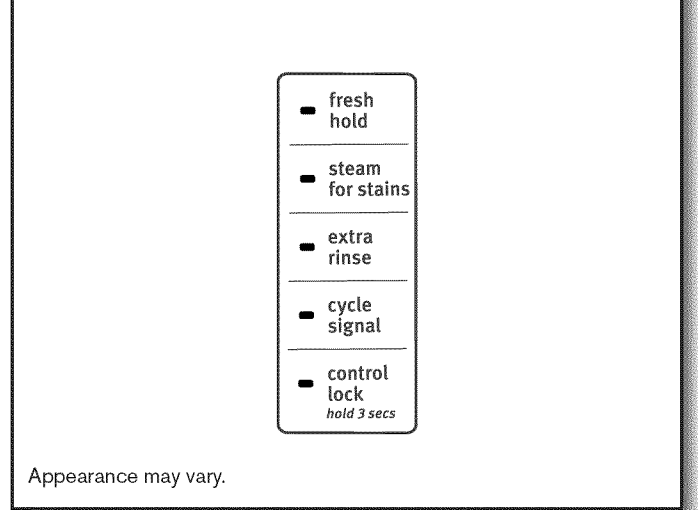 fresh
hold
steam
for stains
extra
rinse
cycle
signal
control
lock
hold 3 secs
Appearance may vary.